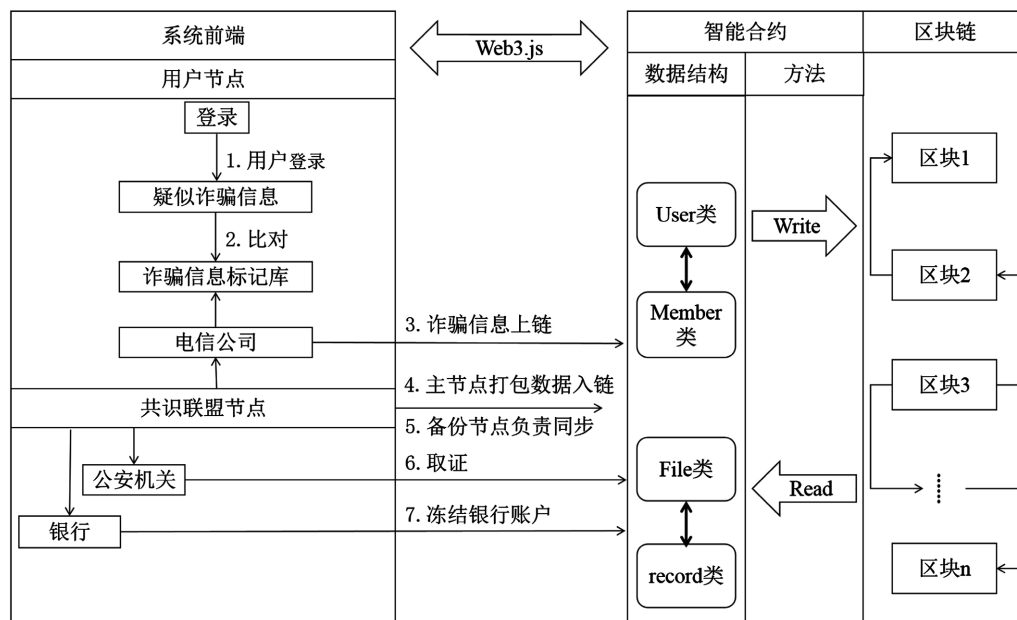 系统前端
Web3.js
智能合约
区块链
用户节点
数据结构
方法
登录
1. 用户登录
疑似诈骗信息
2. 比对
诈骗信息标记库
电信公司
3. 诈骗信息上链
共识联盟节点
4. 主节点打包数据入链
5. 备份节点负责同步
公安机关
6. 取证
银行
7. 冻结银行账户
User类
Member
类
File类
record类
Write
Read
区块1
区块2
区块3
区块n